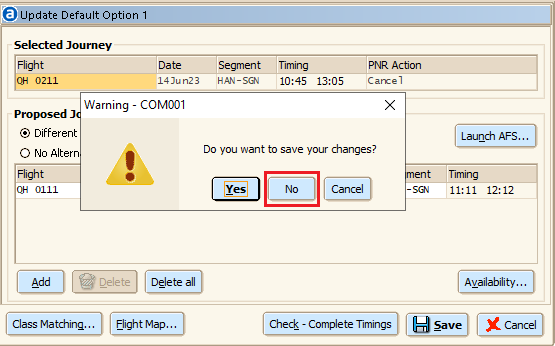 a Update Default Option 1
Selected Journey
Flight Date Segment Timing PNR Action
QH 0211 14Jun23 HAN-SGN 10:45 13:05 Cancel
Warning - COM001
Proposed Jo
Different
Launch AFS...
No Altern
Do you want to save your changes?
Flight ment Timing
QH 0111 -SGN 11:11 12:12
Yes No Cancel
Add Delete Delete all Availability...
Class Matching... Flight Map... Check - Complete Timings Save Cancel